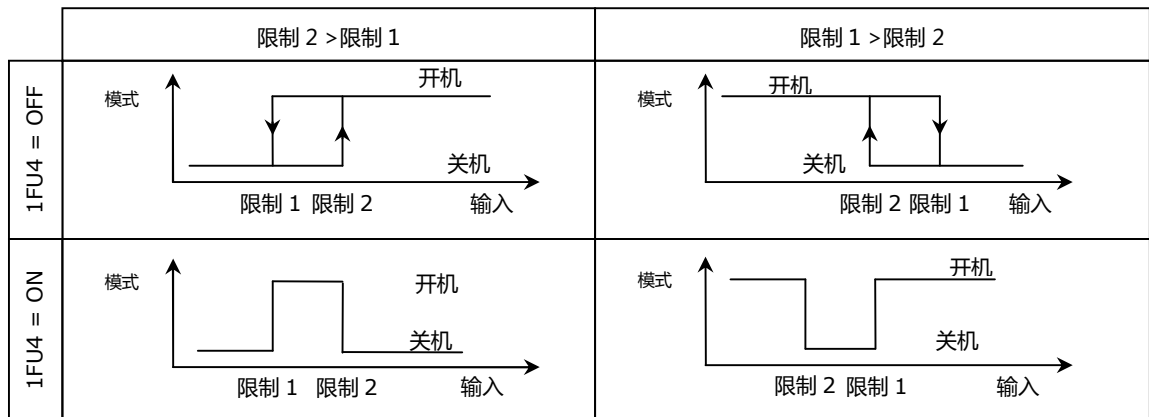 限制 2 >限制 1
限制 1 >限制 2
1FU4 = OFF
模式
开机
关机
限制 1 限制 2
输入
模式
开机
关机
限制 2 限制 1
输入
1FU4 = ON
模式
开机
关机
限制 1 限制 2
输入
模式
开机
关机
限制 2 限制 1
输入